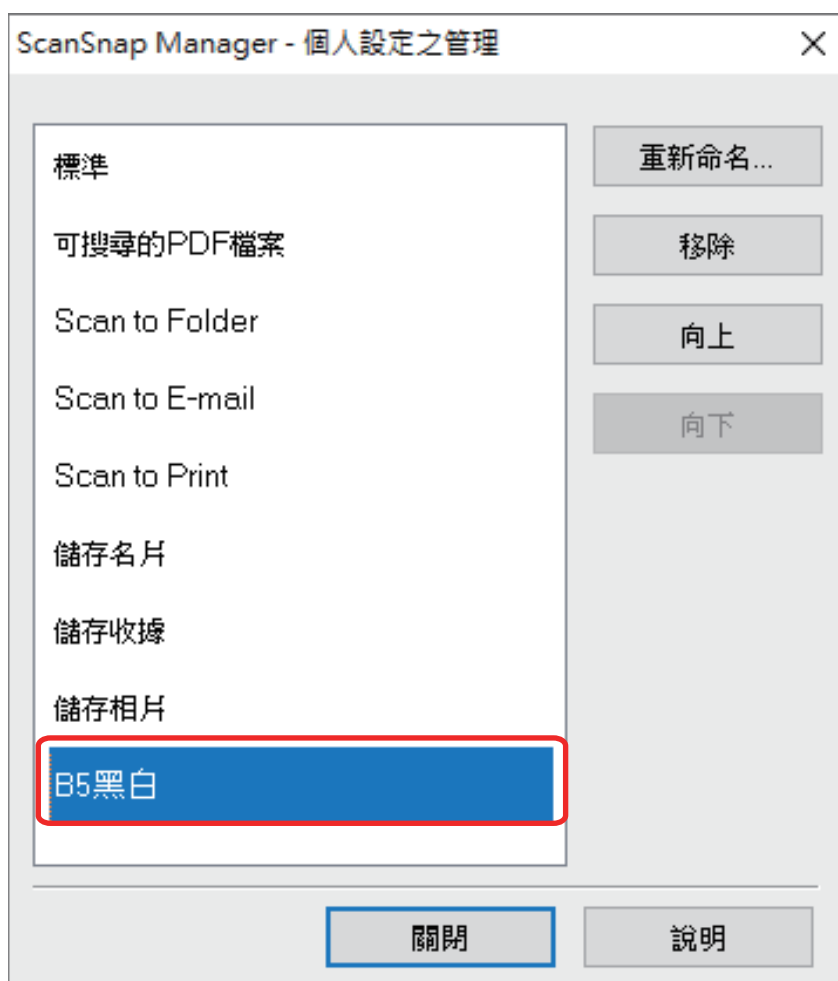 ScanSnap Manager - 個人設定之管理
標準
可搜尋的PDF檔案
Scan to Folder
Scan to E-mail
Scan to Print
儲存名片
儲存收據
儲存相片
B5黑白
重新命名...
移除
向上
向下
關閉
說明